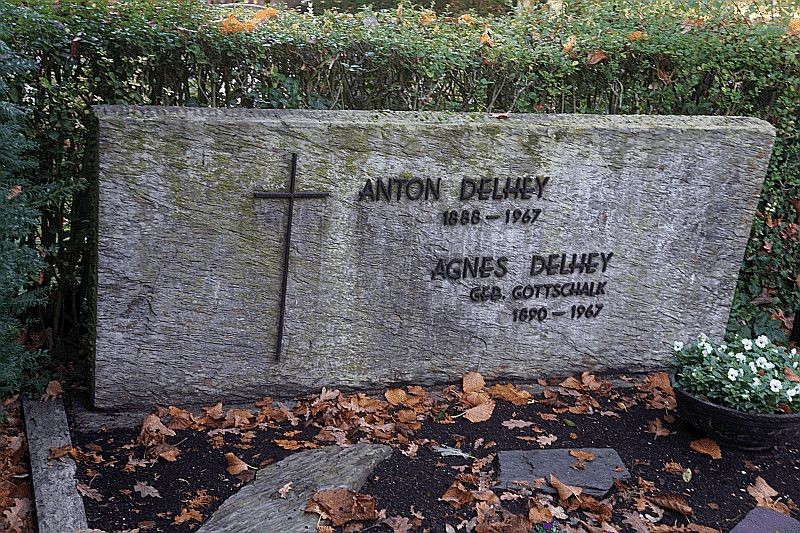 ANTON DELHEY
1888 – 1967
AGNES DELHEY
GEB. GOTTSCHALK
1890 – 1967